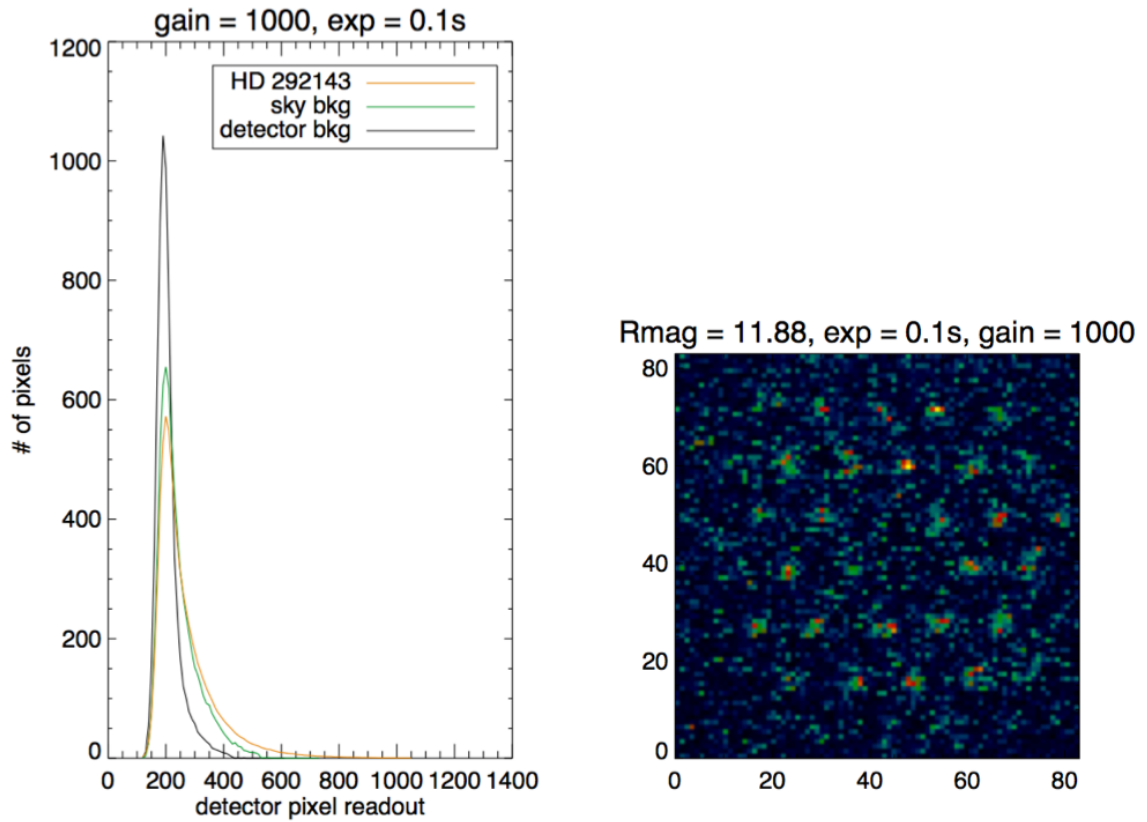 gain = 1000, exp = 0.1s
1200
1000
800
600
400
200
0
# of pixels
HD 292143
sky bkg
detector bkg
0 200 400 600 800 1000 1200 1400
detector pixel readout
Rmag = 11.88, exp = 0.1s, gain = 1000
80
60
40
20
0
0 20 40 60 80